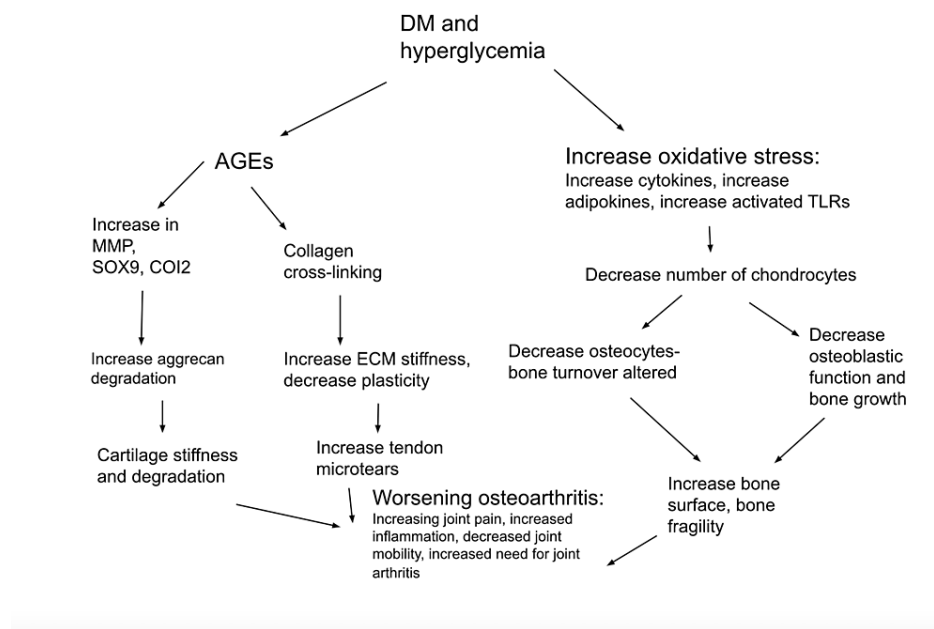 DM and
hyperglycemia
AGEs
Increase oxidative stress:
Increase cytokines, increase
adipokines, increase activated TLRs
Increase in
MMP,
SOX9, COI2
Collagen
cross-linking
Decrease number of chondrocytes
Increase aggrecan
degradation
Increase ECM stiffness,
decrease plasticity
Decrease osteocytes-
bone turnover altered
Decrease
osteoblastic
function and
bone growth
Cartilage stiffness
and degradation
Increase tendon
microtears
Increase bone
surface, bone
fragility
Worsening osteoarthritis:
Increasing joint pain, increased
inflammation, decreased joint
mobility, increased need for joint
arthritis